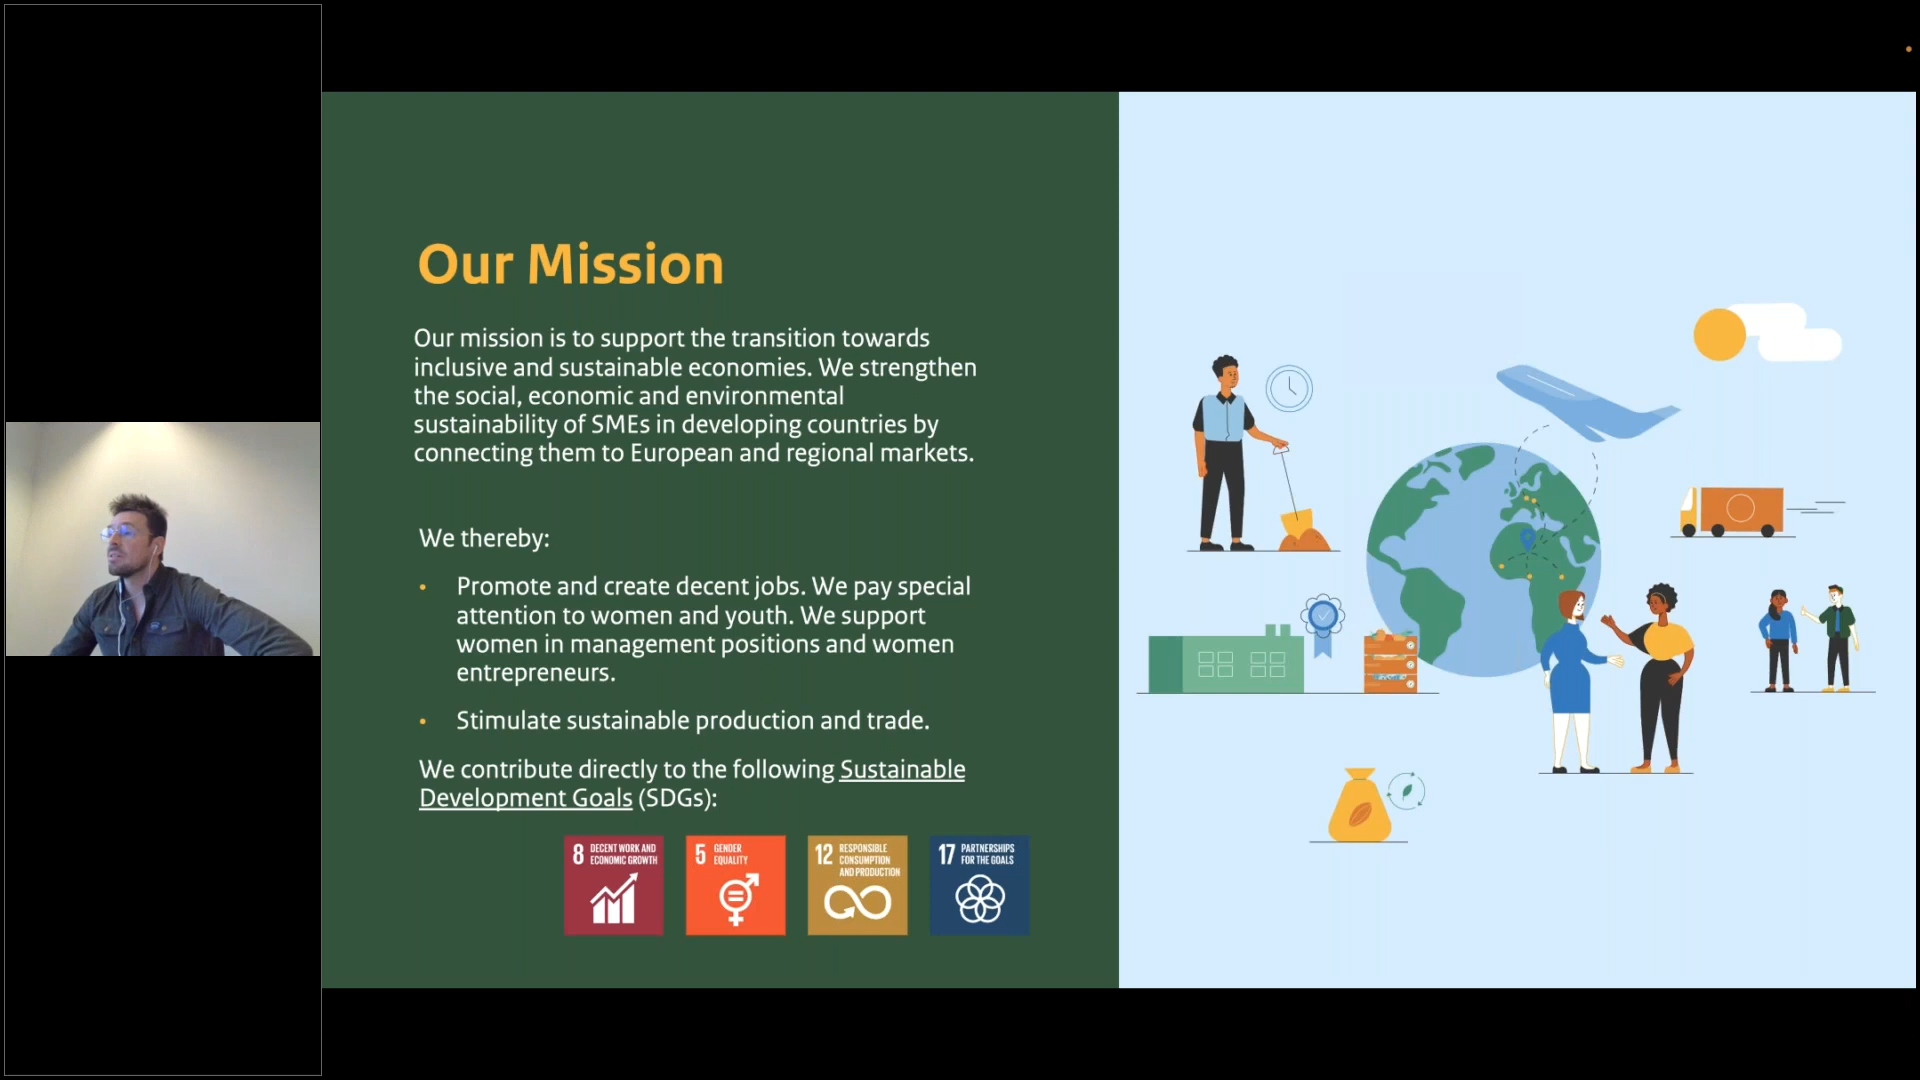 Our Mission
Our mission is to support the transition towards
inclusive and sustainable economies. We strengthen
the social, economic and environmental
sustainability of SMEs in developing countries by
connecting them to European and regional markets.
We thereby:
• Promote and create decent jobs. We pay special
attention to women and youth. We support
women in management positions and women
entrepreneurs.
• Stimulate sustainable production and trade.
We contribute directly to the following Sustainable
Development Goals (SDGs):
8 DECENT WORK AND
ECONOMIC GROWTH
5 GENDER
EQUALITY
12 RESPONSIBLE
CONSUMPTION
AND PRODUCTION
17 PARTNERSHIPS
FOR THE GOALS